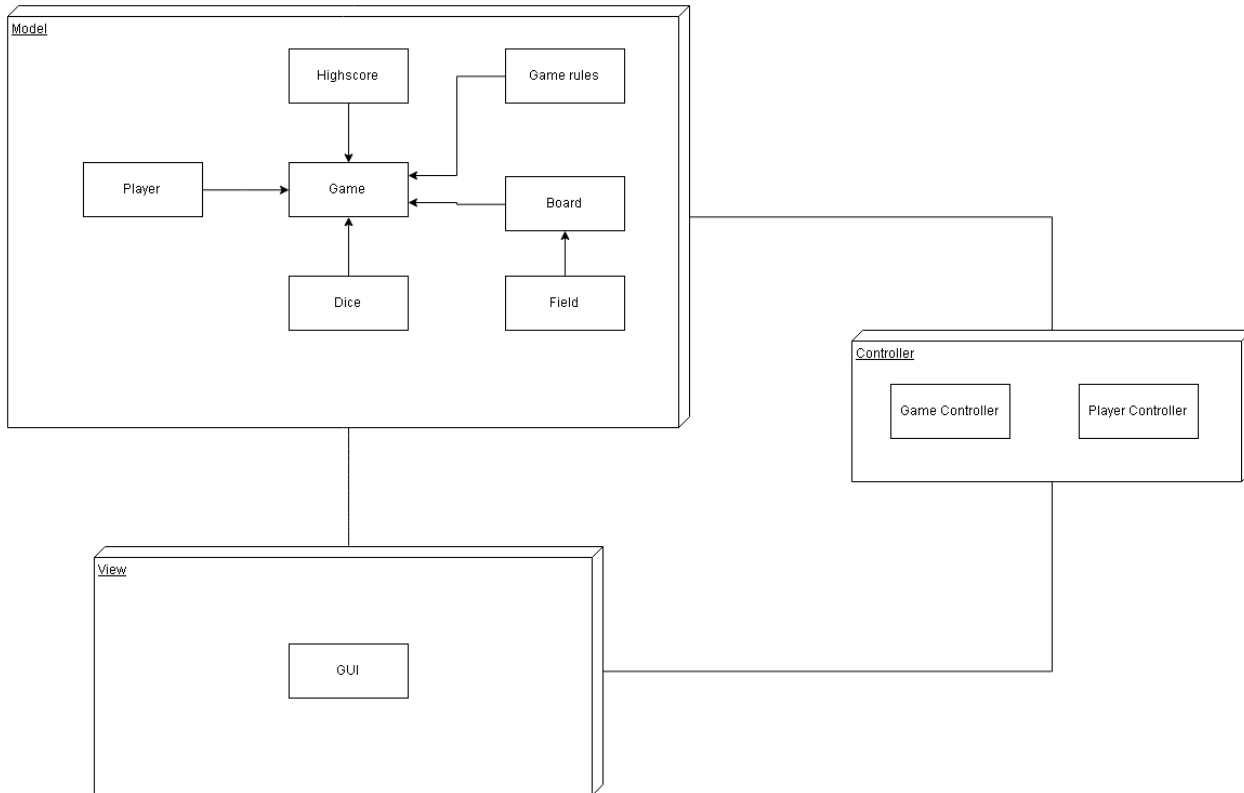 Model
Highscore
Game rules
Player
Game
Board
Dice
Field
Controller
Game Controller
Player Controller
View
GUI